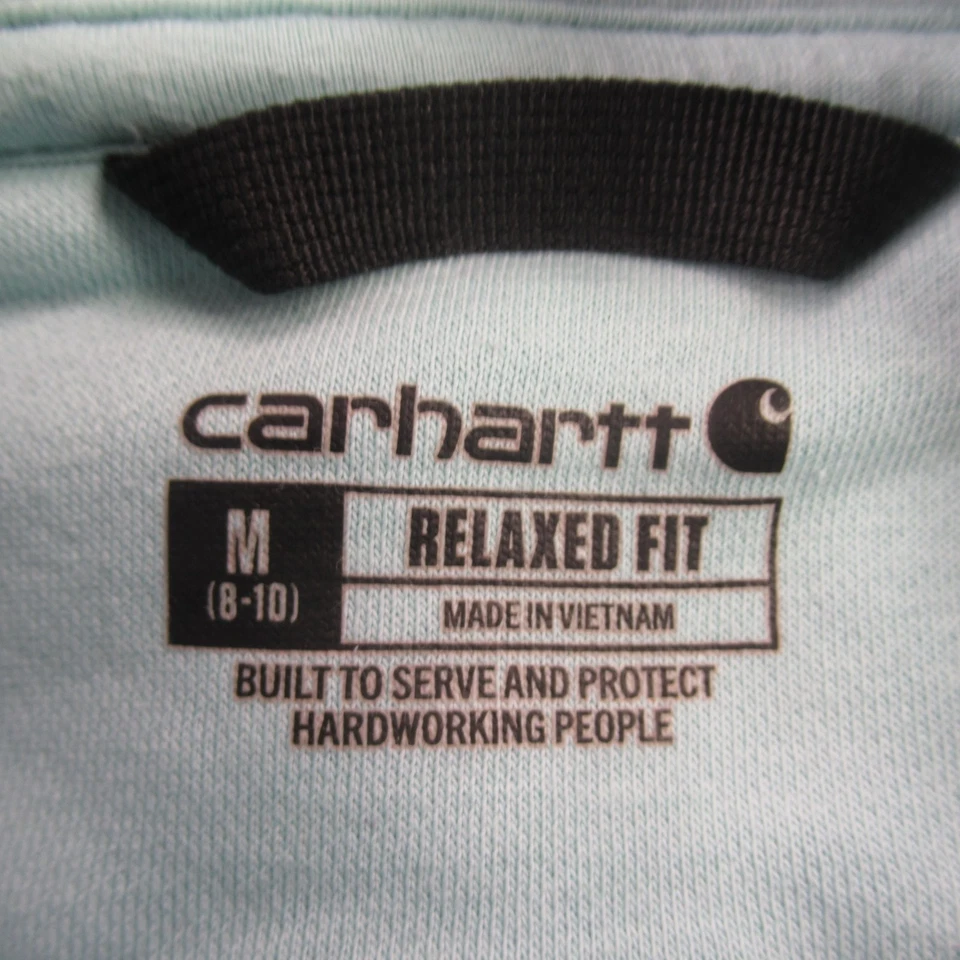 carhartt
M
(8-10)
RELAXED FIT
MADE IN VIETNAM
BUILT TO SERVE AND PROTECT
HARDWORKING PEOPLE